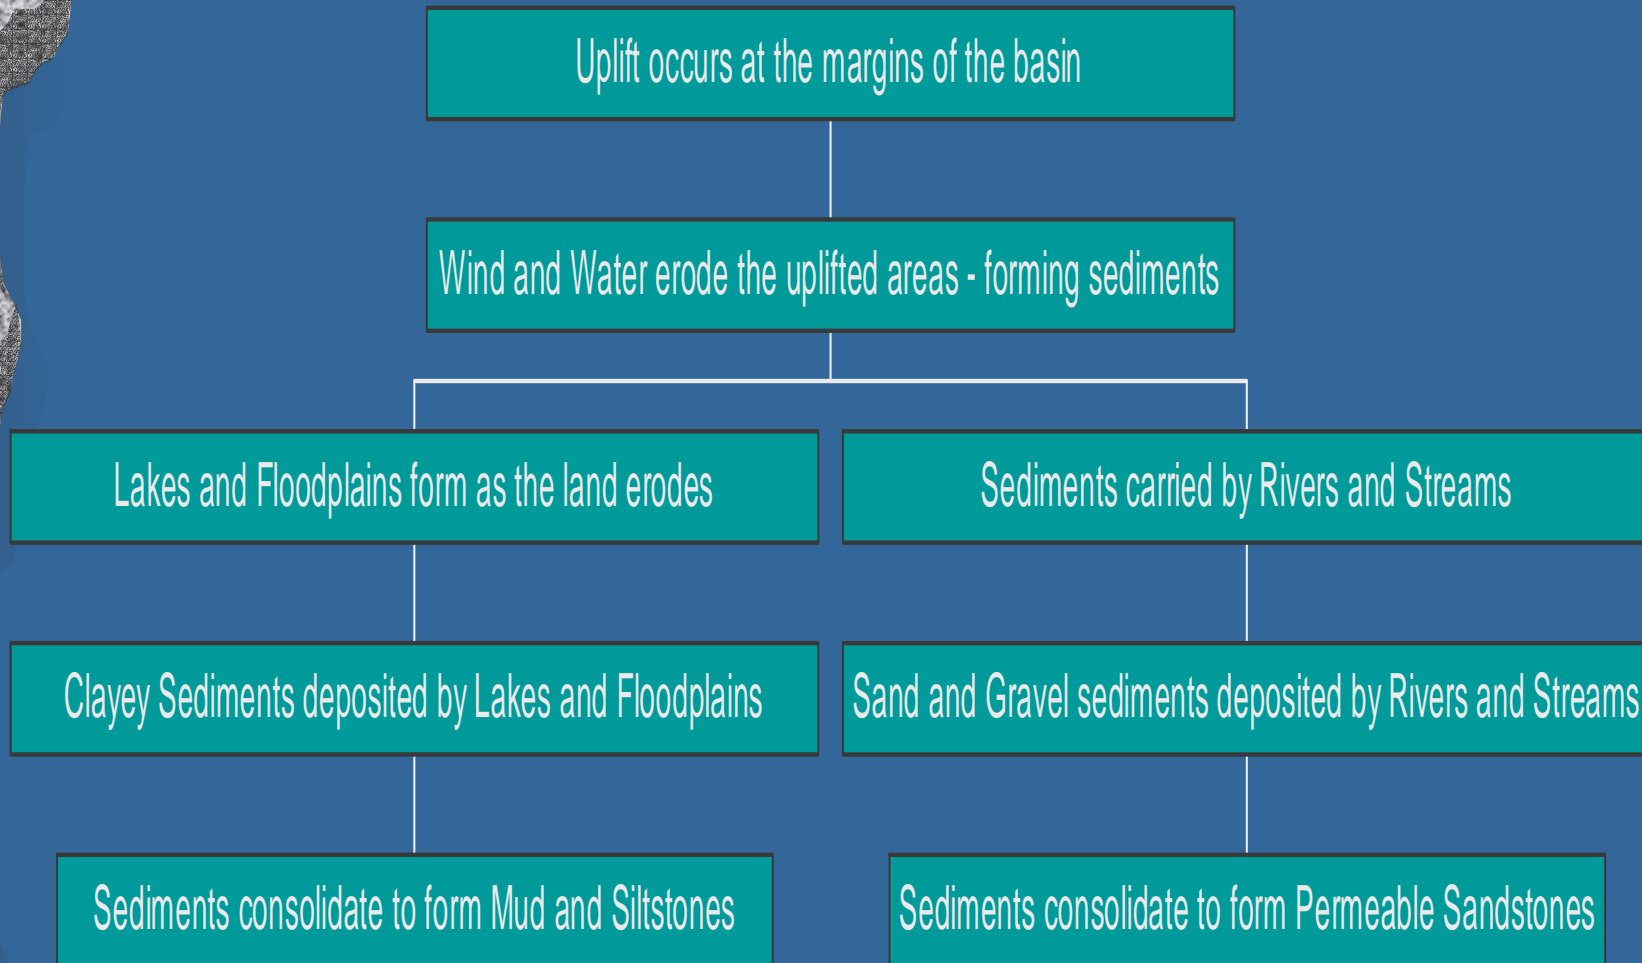 Uplift occurs at the margins of the basin
Wind and Water erode the uplifted areas - forming sediments
Lakes and Floodplains form as the land erodes
Sediments carried by Rivers and Streams
Clayey Sediments deposited by Lakes and Floodplains
Sand and Gravel sediments deposited by Rivers and Streams
Sediments consolidate to form Mud and Siltstones
Sediments consolidate to form Permeable Sandstones